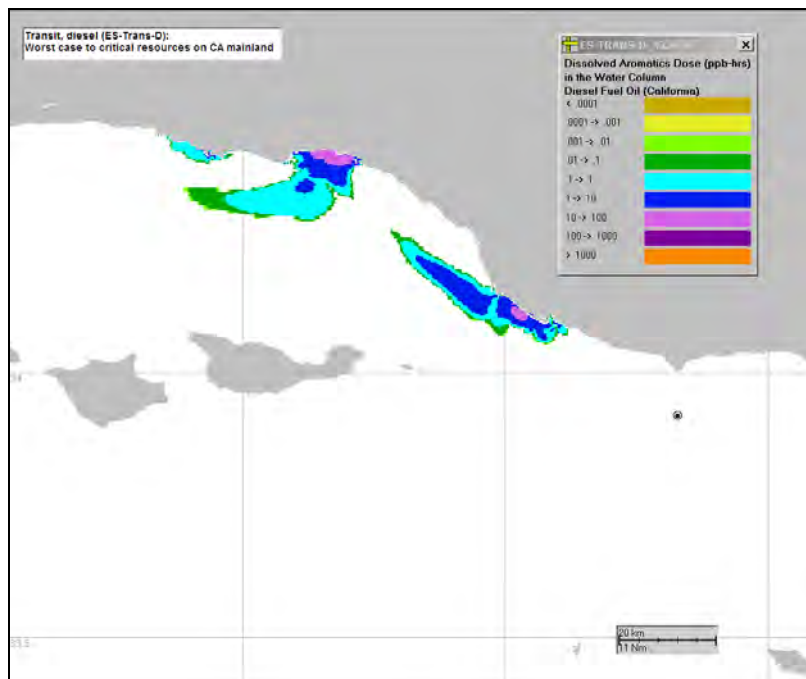 Transit, diesel (ES-Trans-D):
Worst case to critical resources on CA mainland
Dissolved Aromatics Dose (ppb-hrs)
in the Water Column
Diesel Fuel Oil (California)
< .0001
.0001 -> .001
.001 -> .01
.01 -> .1
.1 -> 1
1 -> 10
10 -> 100
100 -> 1000
> 1000
20 km
11 Nm